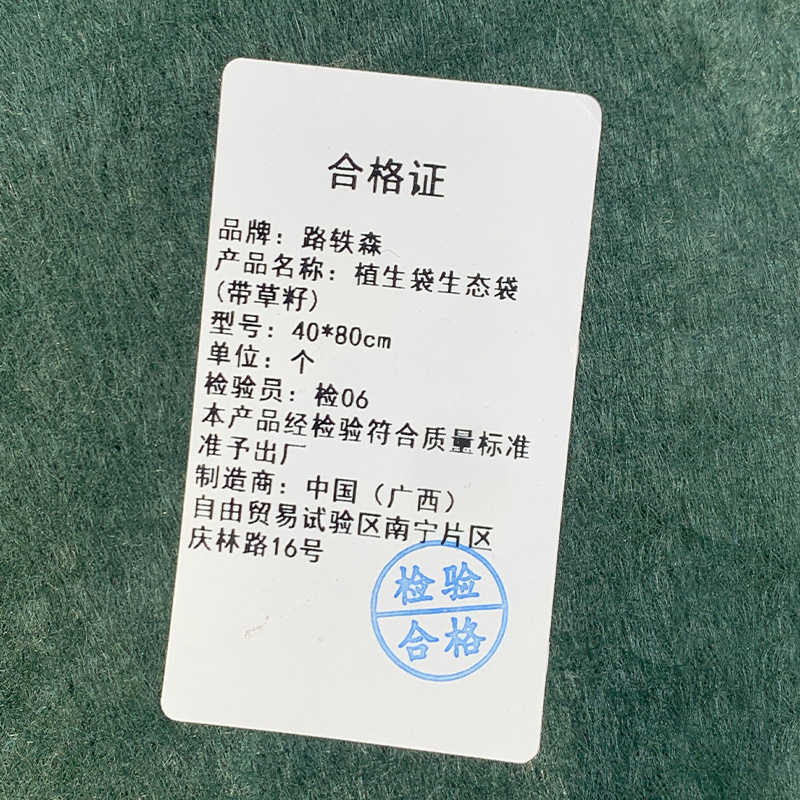 合格证
品牌：路轶森
产品名称：植生袋生态袋
(带草籽)
型号：40*80cm
单位：个
检验员：检06
本产品经检验符合质量标准
准予出厂
制造商：中国（广西）
自由贸易试验区南宁片区
庆林路16号
检验
合格